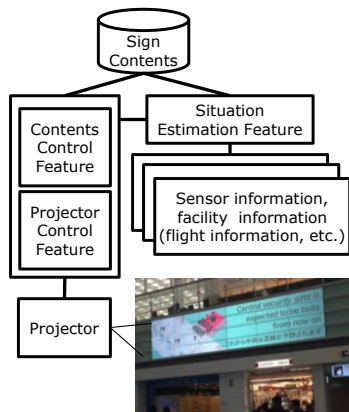 Sign
Contents
Contents
Control
Feature
Projector
Control
Feature
Situation
Estimation Feature
Sensor information,
facility information
(flight information, etc.)
Projector
Central security gate is
expected to be busy
from now on